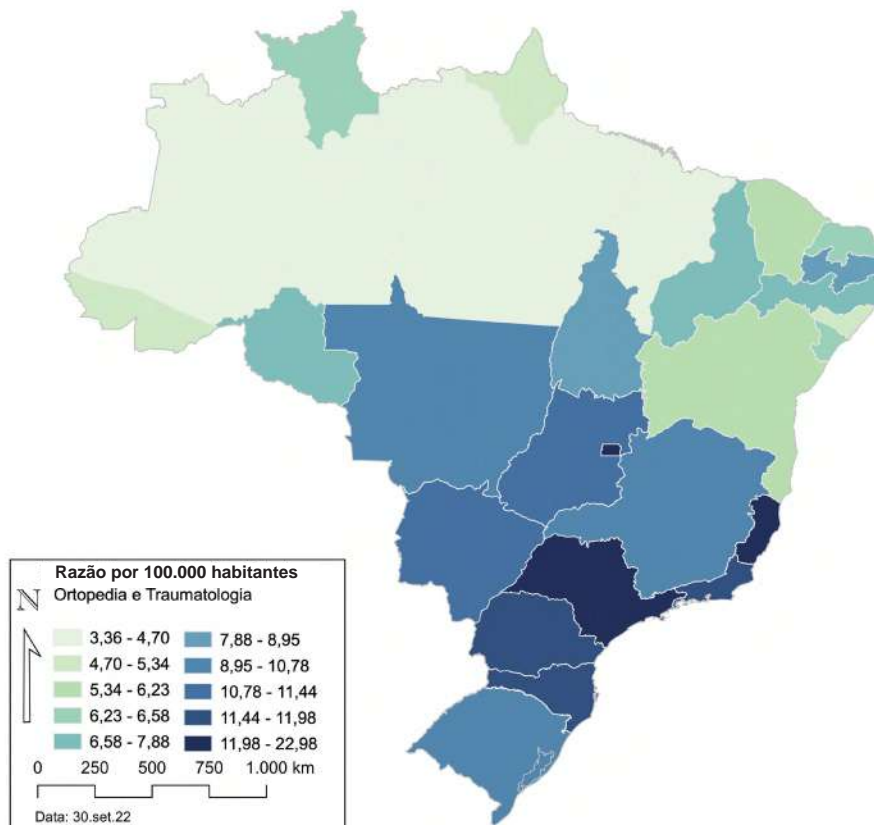 Razão por 100.000 habitantes
N Ortopedia e Traumatologia
3,36 - 4,70
4,70 - 5,34
5,34 - 6,23
6,23 - 6,58
6,58 - 7,88
7,88 - 8,95
8,95 - 10,78
10,78 - 11,44
11,44 - 11,98
11,98 - 22,98
0 250 500 750 1.000 km
Data: 30.set.22